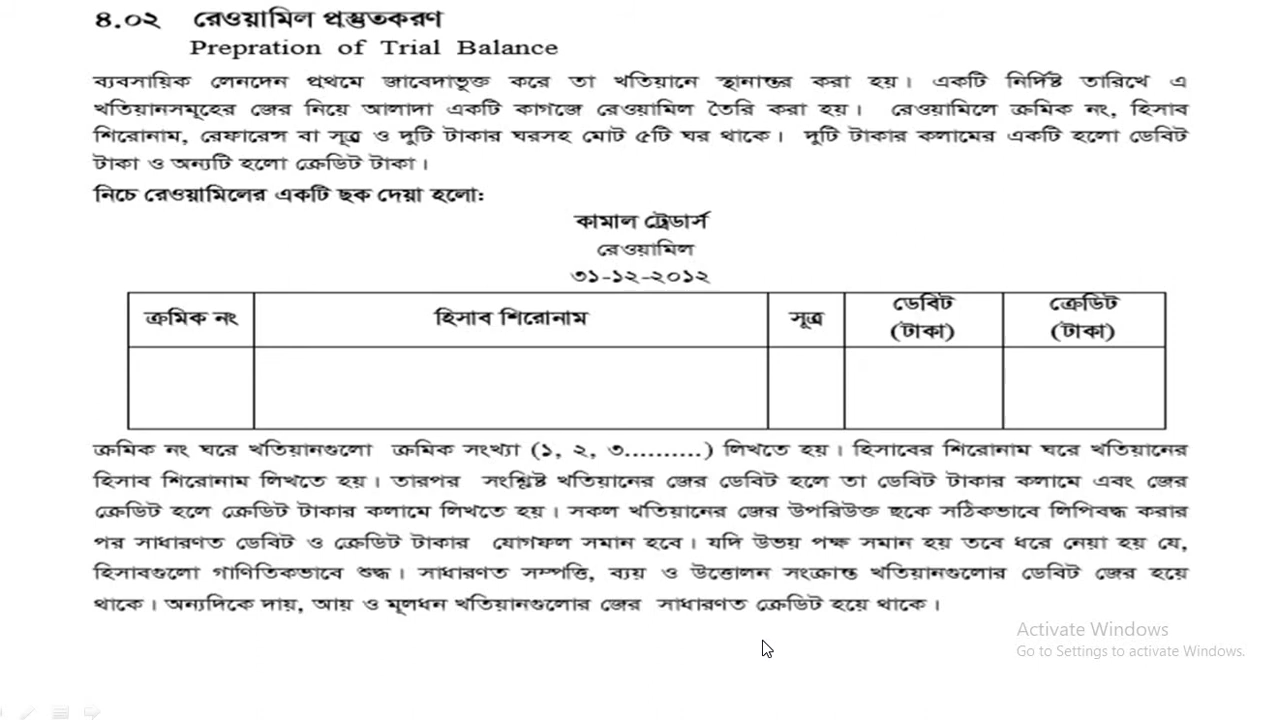 ৪.০২ রেওয়ামিল প্রস্তুতকরণ
Prepration of Trial Balance
ব্যবসায়িক লেনদেন প্রথমে জাবেদাভুক্ত করে তা খতিয়ানে স্থানান্তর করা হয়। একটি নির্দিষ্ট তারিখে এ
খতিয়ানসমূহের জের নিয়ে আলাদা একটি কাগজে রেওয়ামিল তৈরি করা হয়। রেওয়ামিলে ক্রমিক নং, হিসাব
শিরোনাম, রেফারেন্স বা সূত্র ও দুটি টাকার ঘরসহ মোট ৫টি ঘর থাকে। দুটি টাকার কলামের একটি হলো ডেবিট
টাকা ও অন্যটি হলো ক্রেডিট টাকা।
নিচে রেওয়ামিলের একটি ছক দেয়া হলো:
কামাল ট্রেডার্স
রেওয়ামিল
৩১-১২-২০১২
ক্রমিক নং হিসাব শিরোনাম সূত্র ডেবিট (টাকা) ক্রেডিট (টাকা)
ক্রমিক নং ঘরে খতিয়ানগুলো ক্রমিক সংখ্যা (১, ২, ৩..........) লিখতে হয়। হিসাবের শিরোনাম ঘরে খতিয়ানের
হিসাব শিরোনাম লিখতে হয়। তারপর সংশ্লিষ্ট খতিয়ানের জের ডেবিট হলে তা ডেবিট টাকার কলামে এবং জের
ক্রেডিট হলে ক্রেডিট টাকার কলামে লিখতে হয়। সকল খতিয়ানের জের উপরিউক্ত ছকে সঠিকভাবে লিপিবদ্ধ করার
পর সাধারণত ডেবিট ও ক্রেডিট টাকার যোগফল সমান হবে। যদি উভয় পক্ষ সমান হয় তবে ধরে নেয়া হয় যে,
হিসাবগুলো গাণিতিকভাবে শুদ্ধ। সাধারণত সম্পত্তি, ব্যয় ও উত্তোলন সংক্রান্ত খতিয়ানগুলোর ডেবিট জের হয়ে
থাকে। অন্যদিকে দায়, আয় ও মূলধন খতিয়ানগুলোর জের সাধারণত ক্রেডিট হয়ে থাকে।
Activate Windows
Go to Settings to activate Windows.